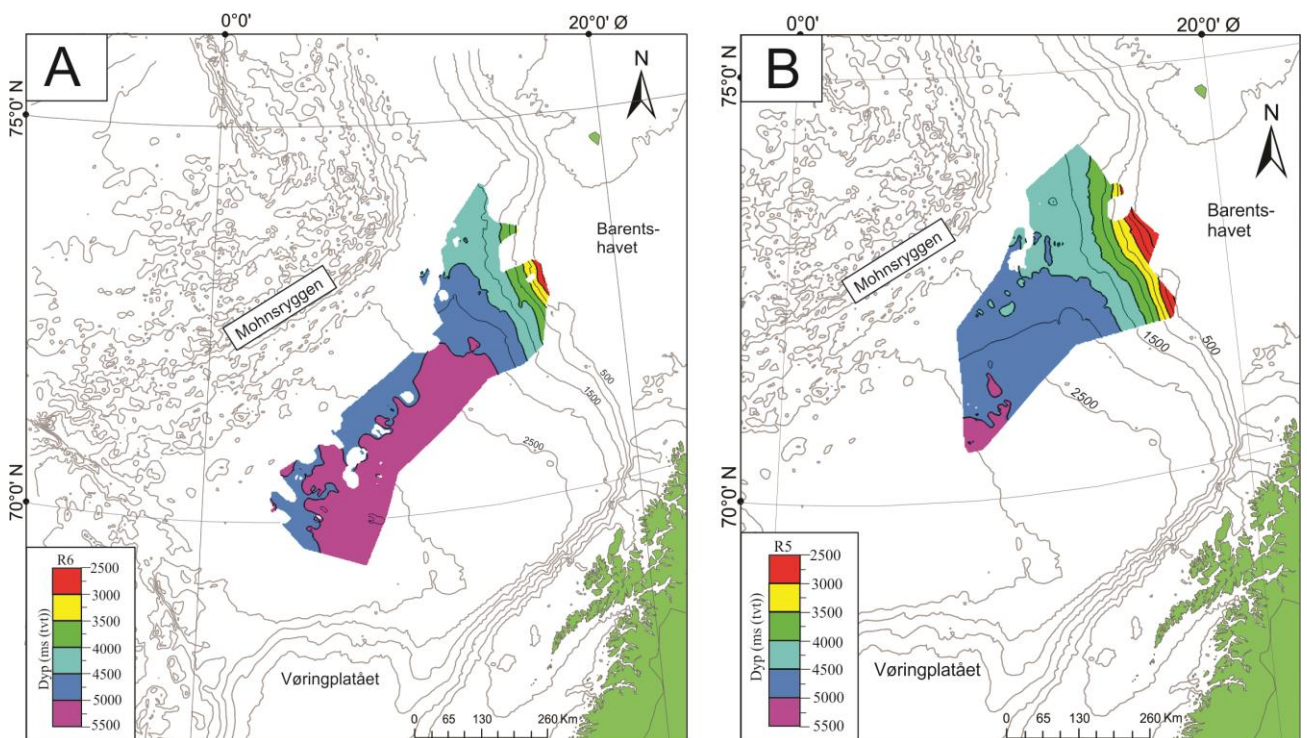 A
0°0'
20°0' Ø
N
75°0' N
Barents-
havet
Mohnsryggen
500
1500
2500
70°0' N
R6
2500
3000
3500
4000
4500
5000
5500
Dyp (ms (tvt))
Vøringplatået
0 65 130 260 Km
B
0°0'
20°0' Ø
N
75°0' N
Barents-
havet
Mohnsryggen
1500
500
2500
70°0' N
R5
2500
3000
3500
4000
4500
5000
5500
Dyp (ms (tvt))
Vøringplatået
0 65 130 260 Km